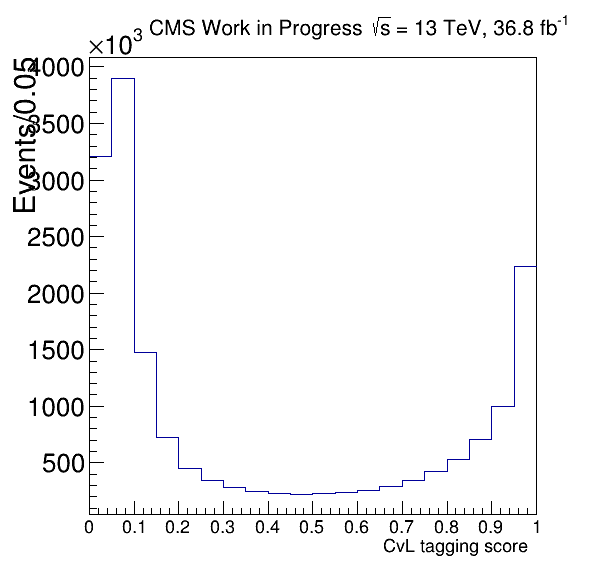 ×10³ CMS Work in Progress √s = 13 TeV, 36.8 fb⁻¹
Events/0.05
4000
3500
3000
2500
2000
1500
1000
500
0 0.1 0.2 0.3 0.4 0.5 0.6 0.7 0.8 0.9 1
CvL tagging score